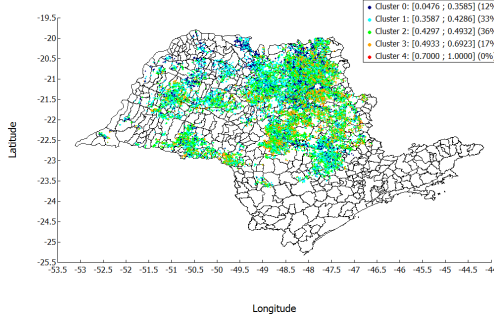 Cluster 0: [0.0476 ; 0.3585] (12%
Cluster 1: [0.3587 ; 0.4286] (33%
Cluster 2: [0.4297 ; 0.4932] (36%
Cluster 3: [0.4933 ; 0.6923] (17%
Cluster 4: [0.7000 ; 1.0000] (0%
Latitude
-19.5
-20
-20.5
-21
-21.5
-22
-22.5
-23
-23.5
-24
-24.5
-25
-25.5
-53.5 -53 -52.5 -52 -51.5 -51 -50.5 -50 -49.5 -49 -48.5 -48 -47.5 -47 -46.5 -46 -45.5 -45 -44.5 -44
Longitude